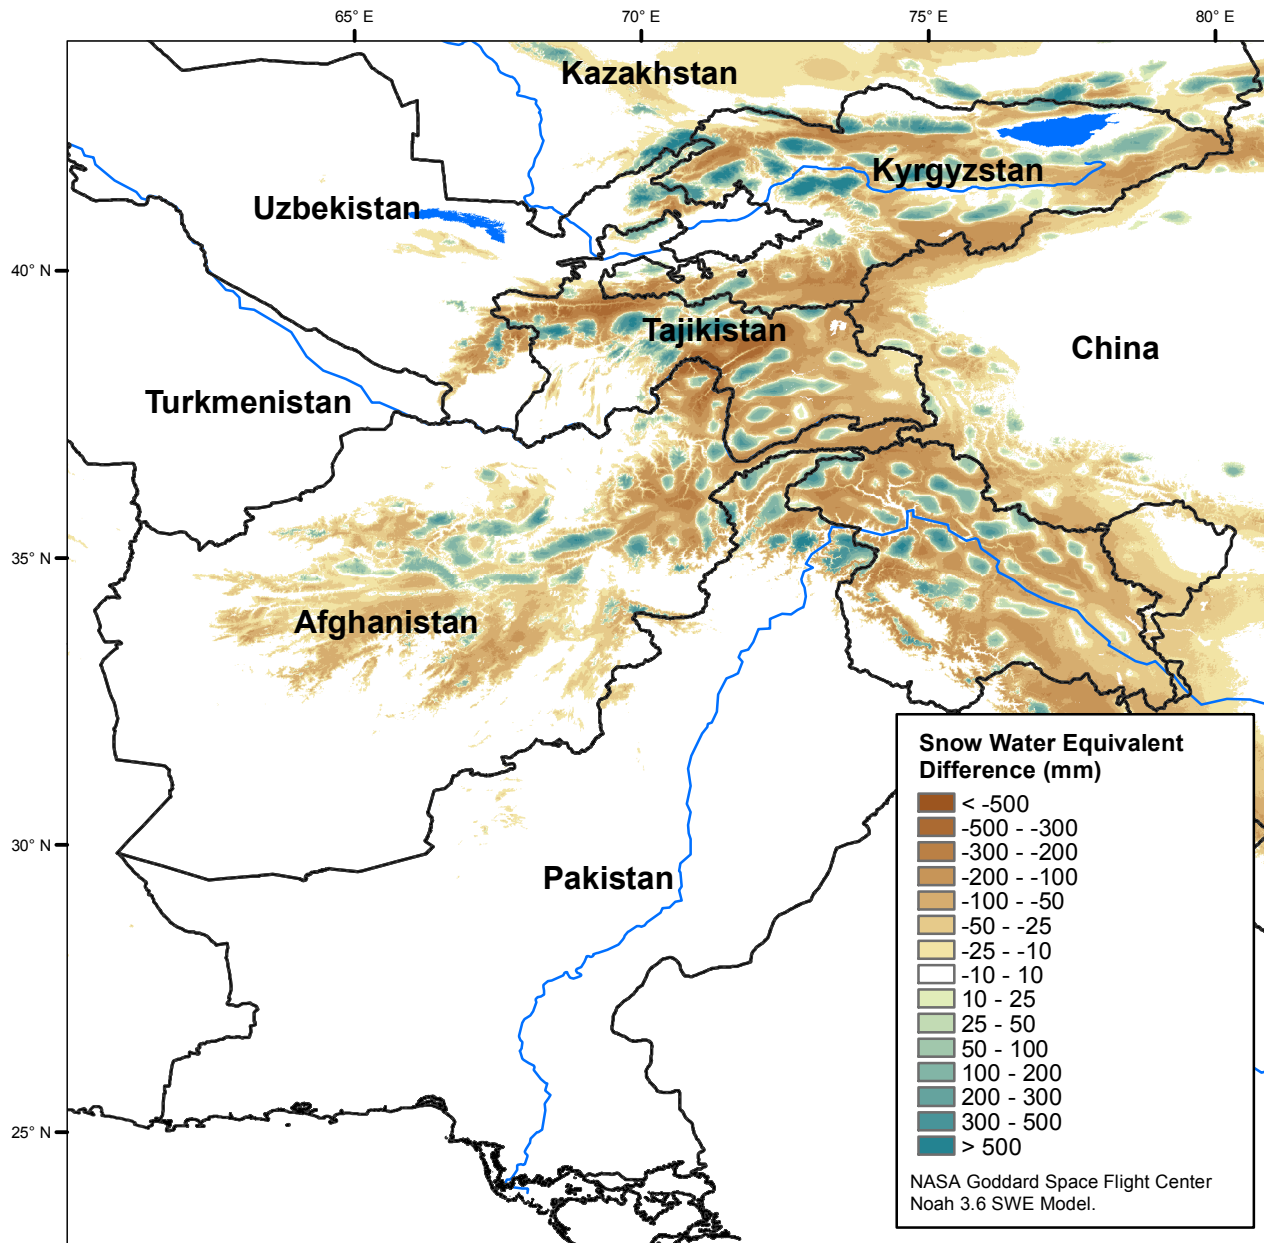 65° E
70° E
75° E
80° E
Kazakhstan
Kyrgyzstan
Uzbekistan
40° N
Tajikistan
China
Turkmenistan
35° N
Afghanistan
30° N
Pakistan
25° N
Snow Water Equivalent
Difference (mm)
< -500
-500 - -300
-300 - -200
-200 - -100
-100 - -50
-50 - -25
-25 - -10
-10 - 10
10 - 25
25 - 50
50 - 100
100 - 200
200 - 300
300 - 500
> 500
NASA Goddard Space Flight Center
Noah 3.6 SWE Model.